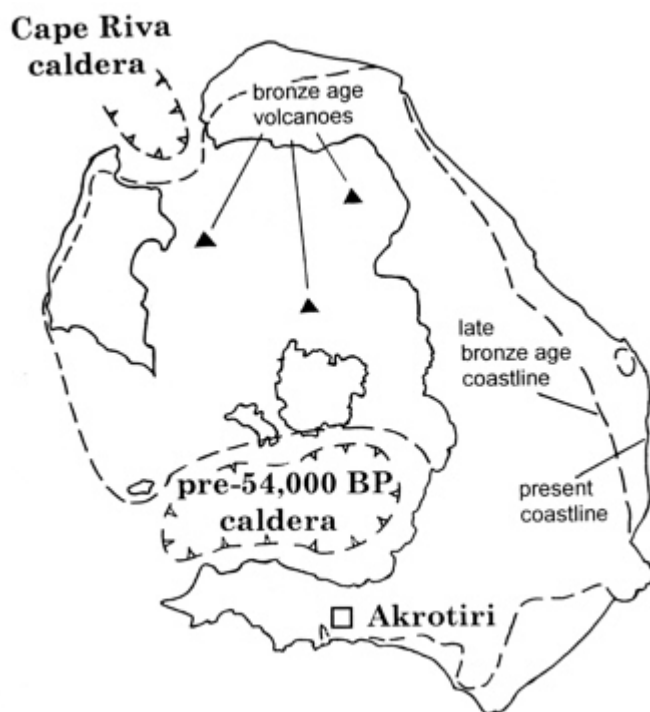 Cape Riva
caldera
bronze age
volcanoes
late
bronze age
coastline
pre-54,000 BP
caldera
present
coastline
Akrotiri